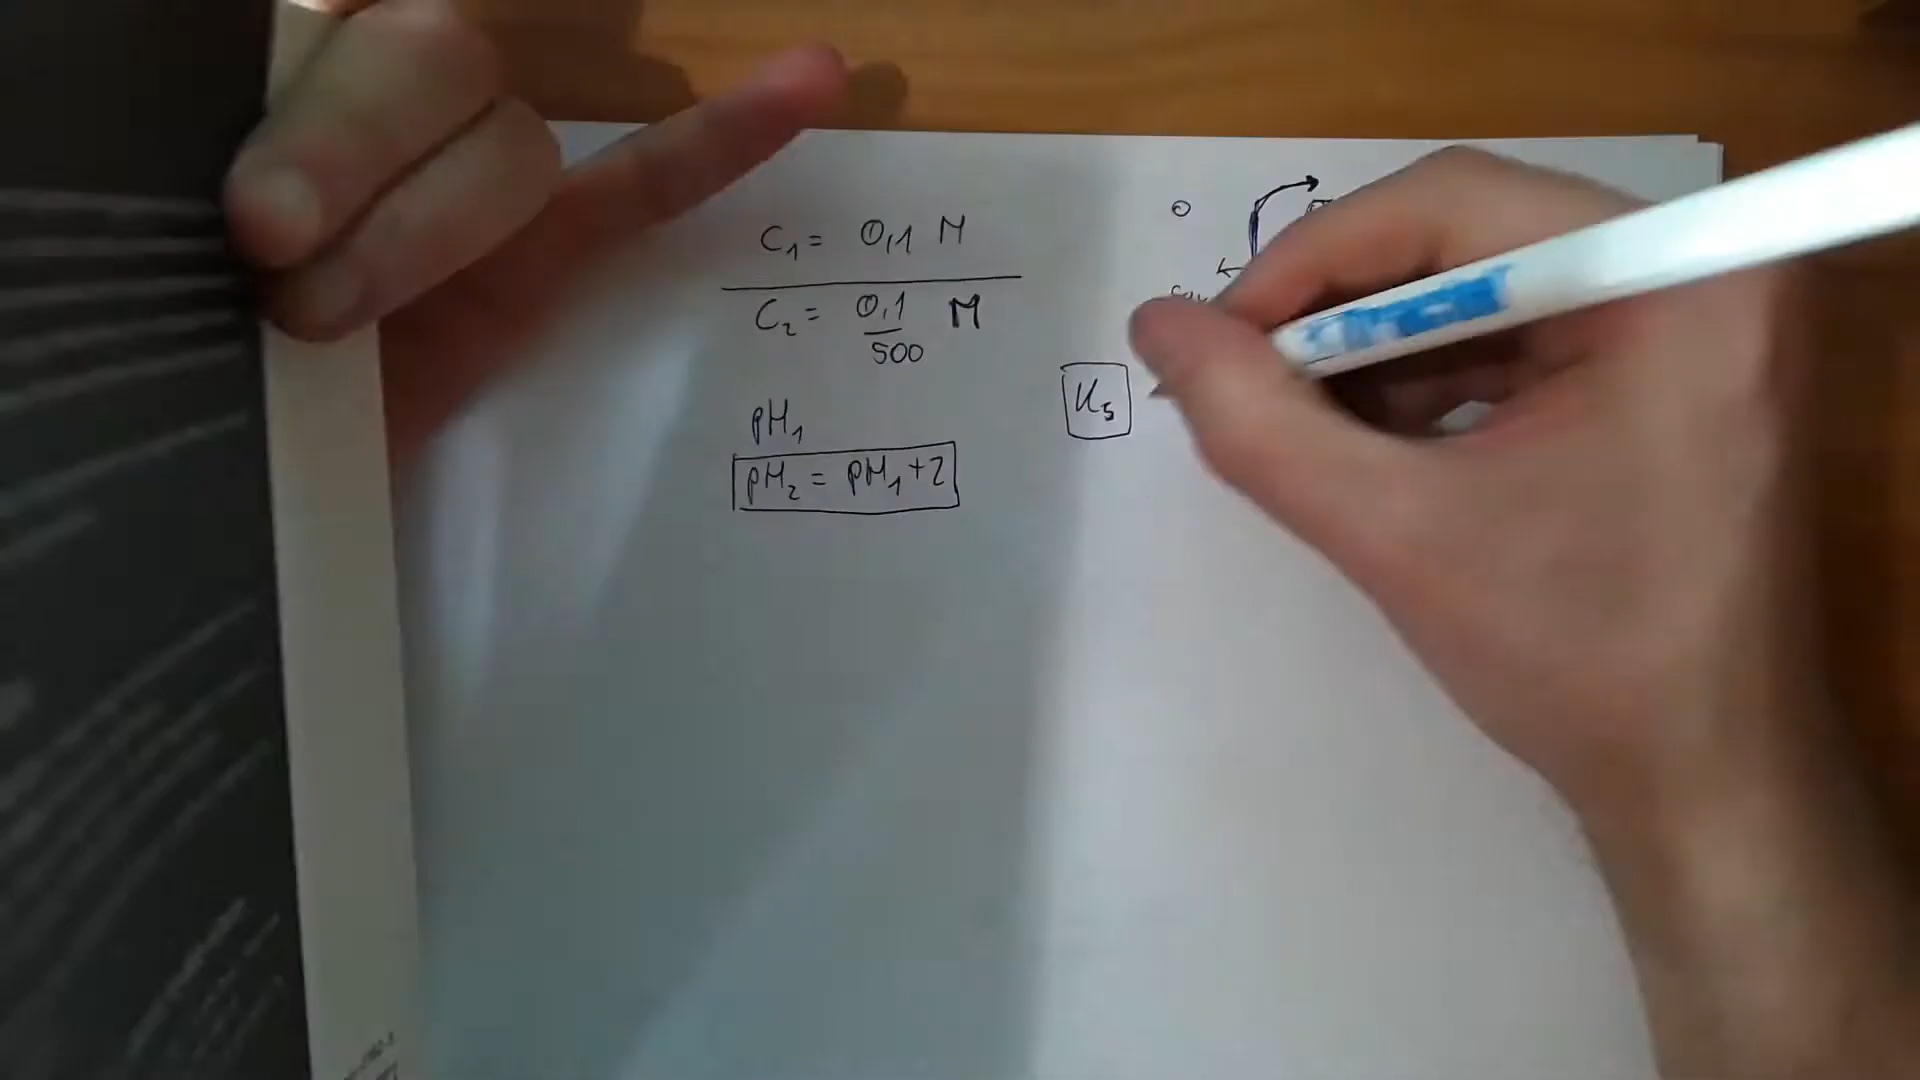 C₁ = 0,1 M
C₂ = 0,1/500 M
pH₁
pH₂ = pH₁+2
Ks